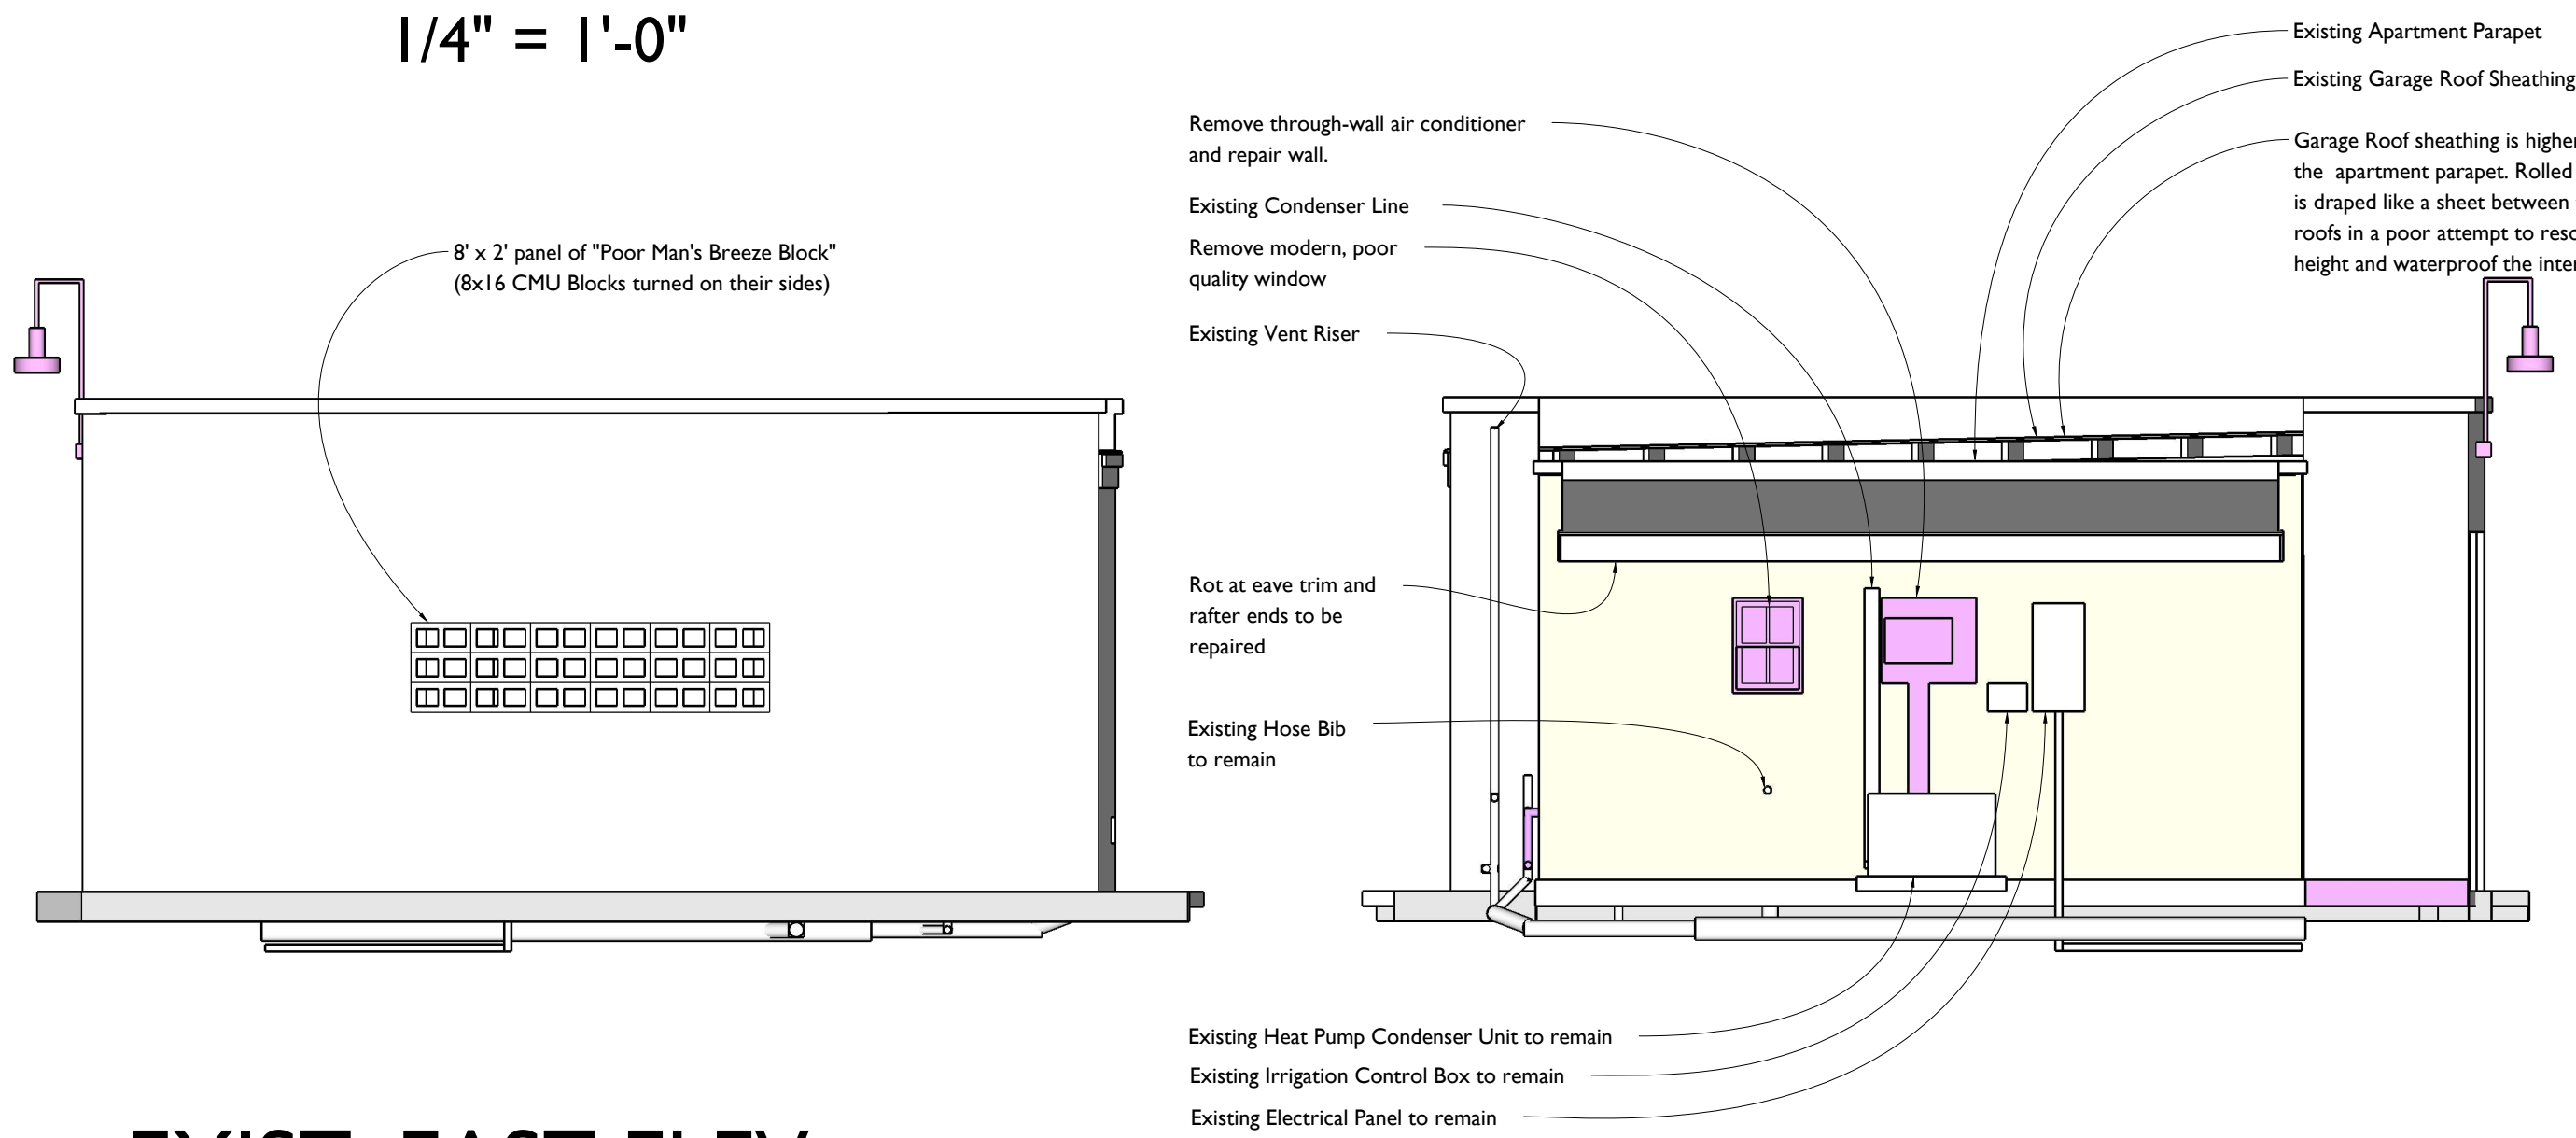 1/4" = 1'-0"
8' x 2' panel of "Poor Man's Breeze Block"
(8x16 CMU Blocks turned on their sides)
Remove through-wall air conditioner
and repair wall.
Existing Condenser Line
Remove modern, poor
quality window
Existing Vent Riser
Rot at eave trim and
rafter ends to be
repaired
Existing Hose Bib
to remain
Existing Heat Pump Condenser Unit to remain
Existing Irrigation Control Box to remain
Existing Electrical Panel to remain
Existing Apartment Parapet
Existing Garage Roof Sheathing
Garage Roof sheathing is higher
the apartment parapet. Rolled
is draped like a sheet between
roofs in a poor attempt to
height and waterproof the
EXIST. EAST ELEV.